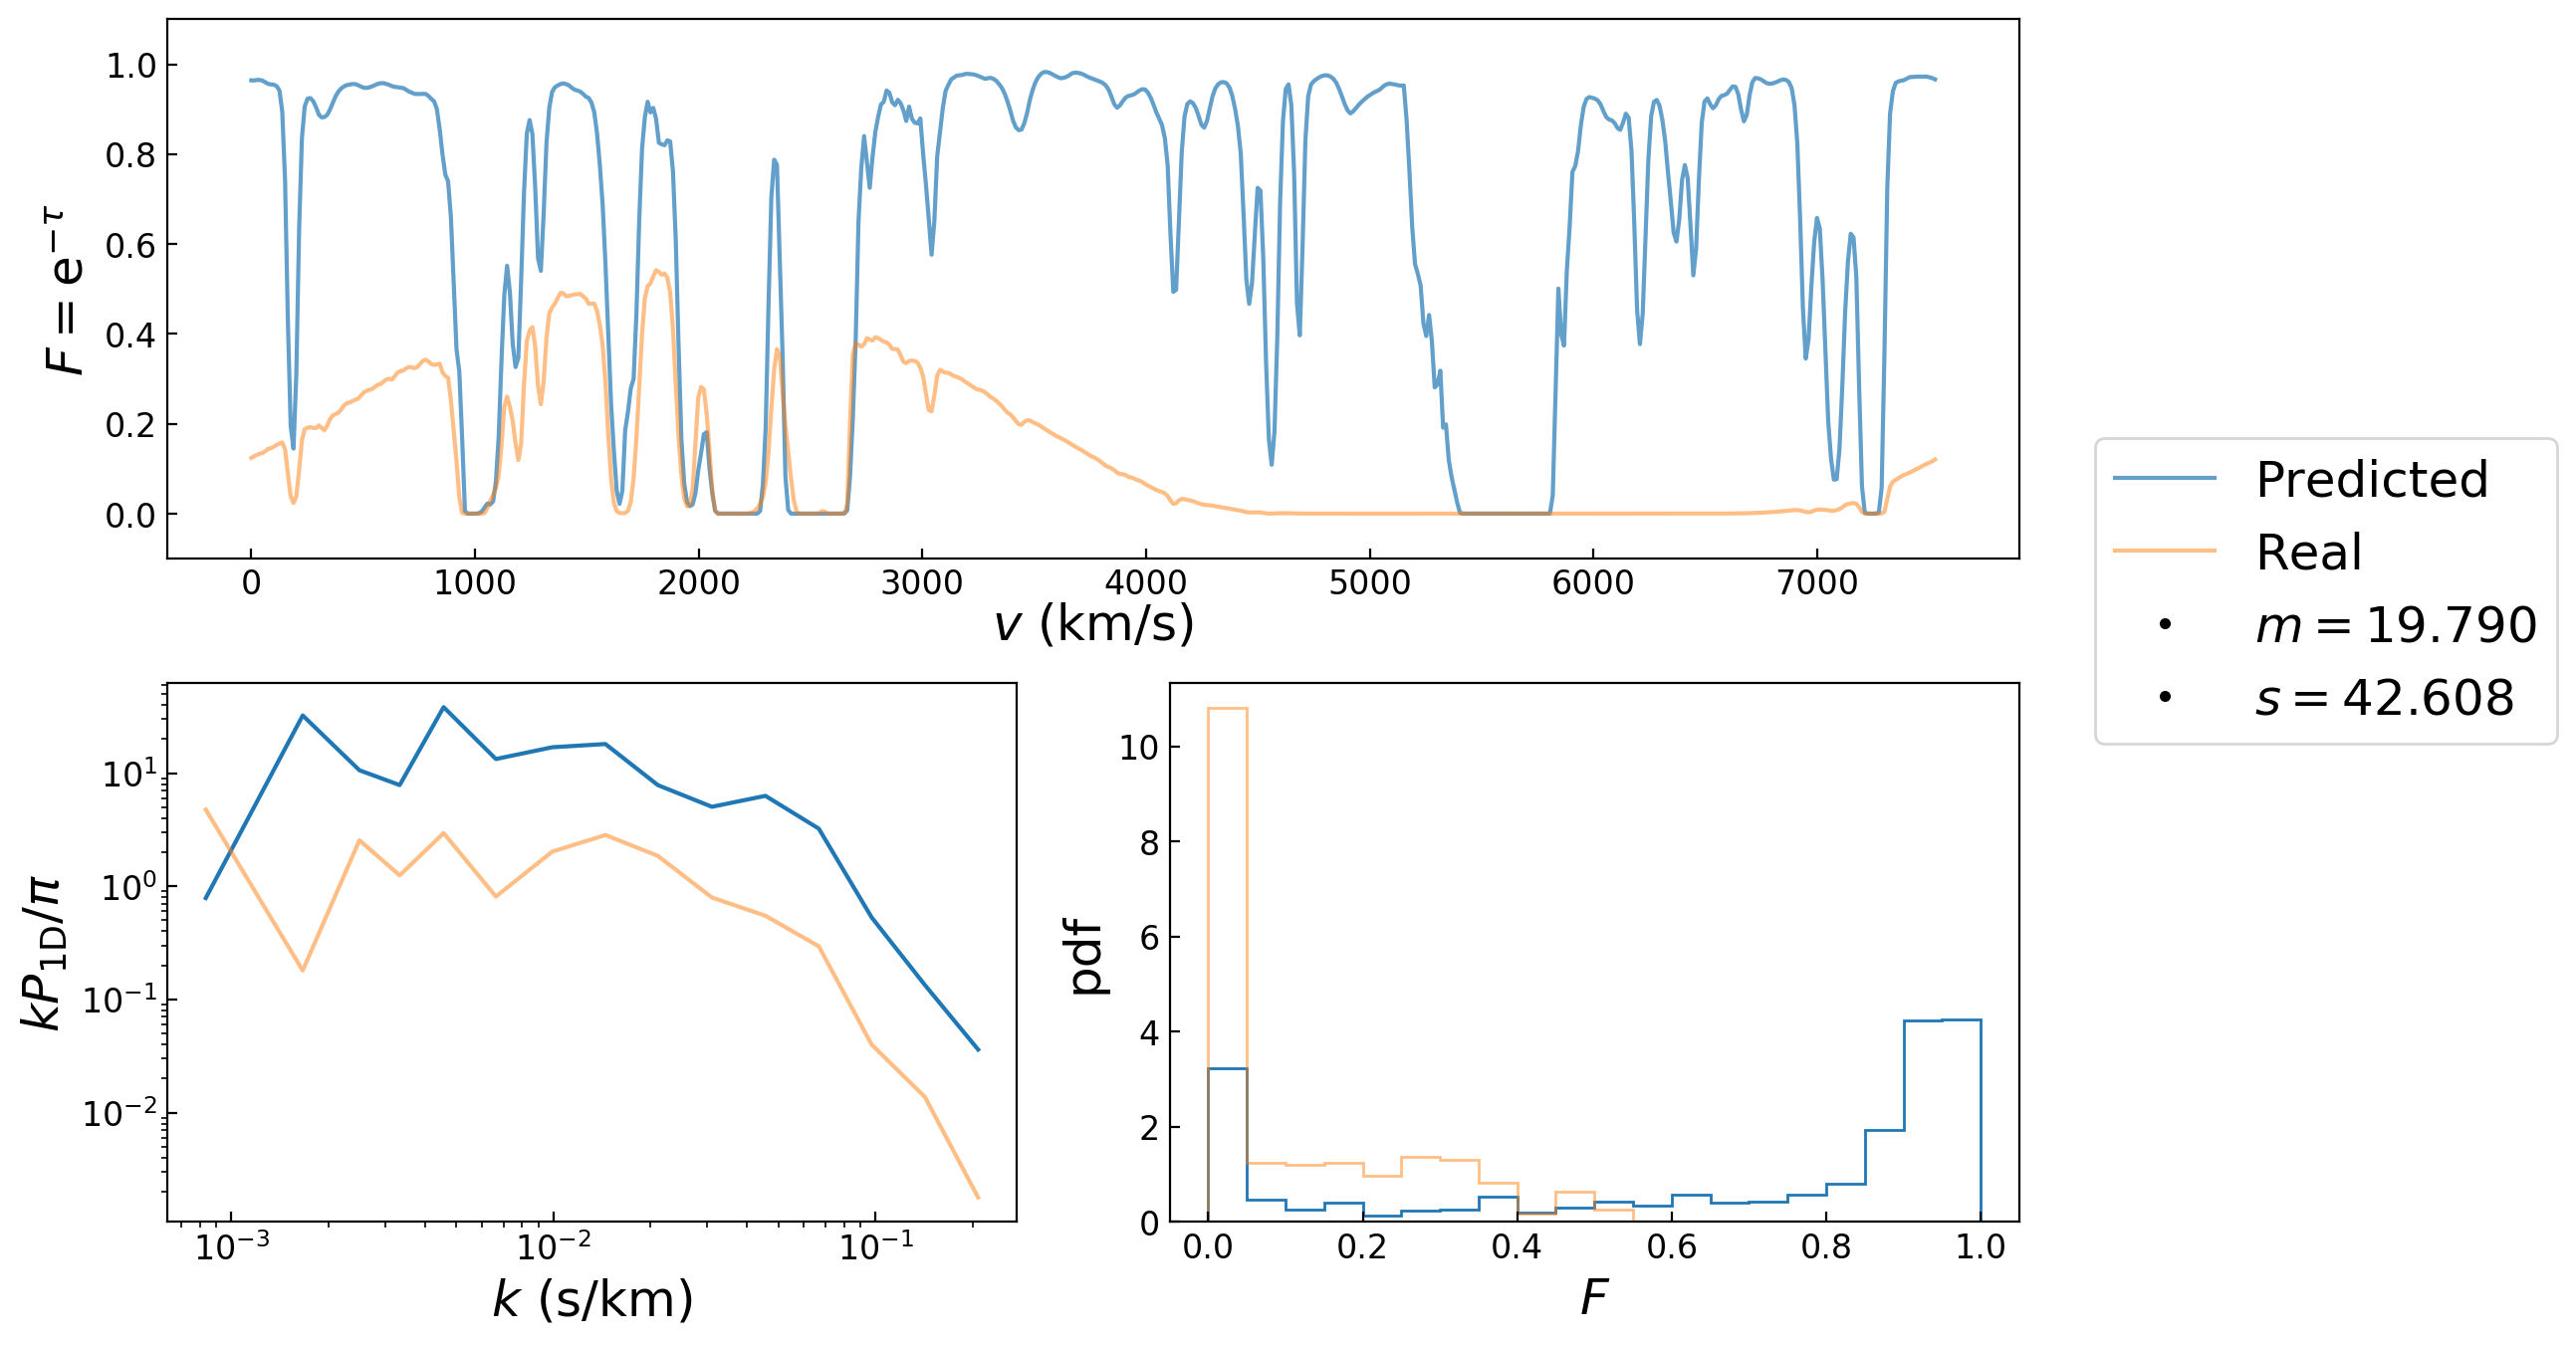 F = e^{-τ}
1.0
0.8
0.6
0.4
0.2
0.0
0 1000 2000 3000 4000 5000 6000 7000
v (km/s)
Predicted
Real
m = 19.790
s = 42.608
kP_{1D}/π
10^1
10^0
10^{-1}
10^{-2}
10^{-3} 10^{-2} 10^{-1}
k (s/km)
pdf
10
8
6
4
2
0
0.0 0.2 0.4 0.6 0.8 1.0
F